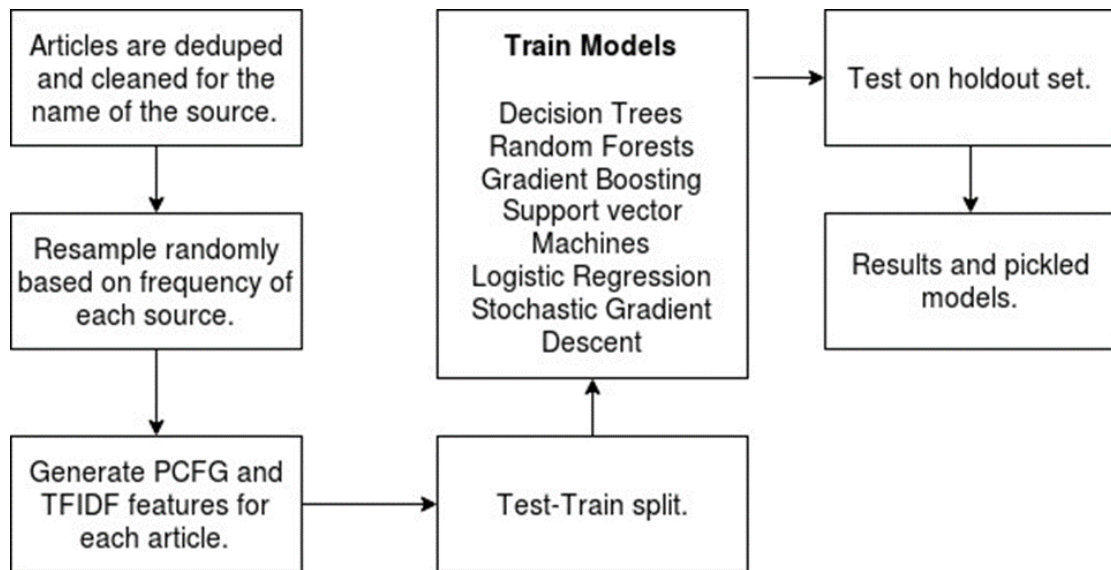 Articles are deduped
and cleaned for the
name of the source.
Resample randomly
based on frequency of
each source.
Generate PCFG and
TFIDF features for
each article.
Test-Train split.
Train Models
Decision Trees
Random Forests
Gradient Boosting
Support vector
Machines
Logistic Regression
Stochastic Gradient
Descent
Test on holdout set.
Results and pickled
models.